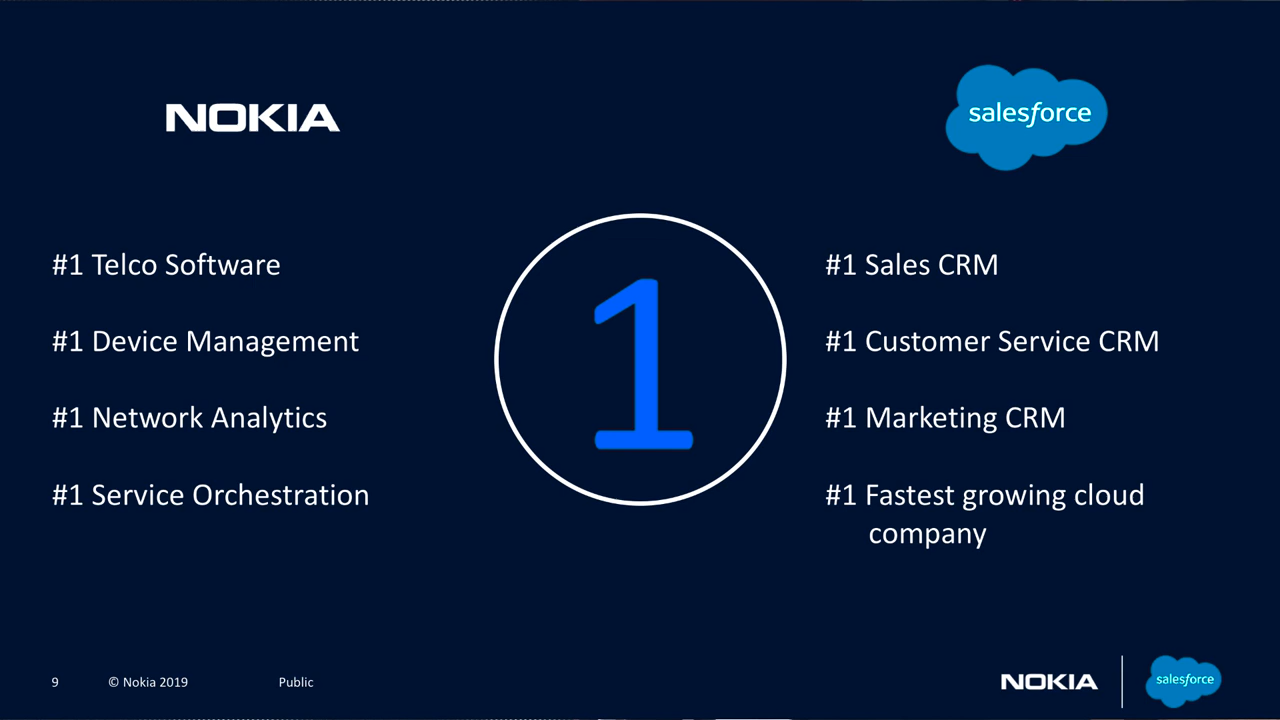 NOKIA
salesforce
#1 Telco Software
#1 Device Management
#1 Network Analytics
#1 Service Orchestration
1
#1 Sales CRM
#1 Customer Service CRM
#1 Marketing CRM
#1 Fastest growing cloud
company
9 © Nokia 2019 Public
NOKIA
salesforce